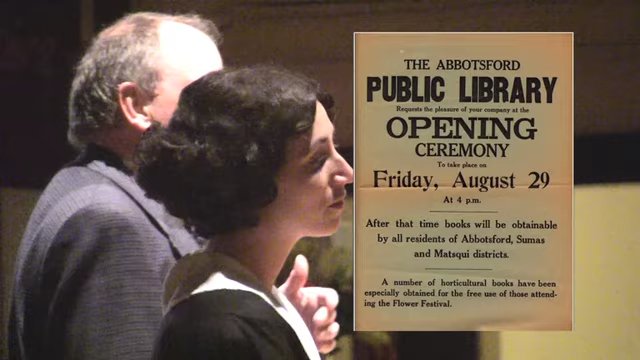 THE ABBOTSFORD
PUBLIC LIBRARY
Requests the pleasure of your company at the
OPENING
CEREMONY
To take place on
Friday, August 29
At 4 p.m.
After that time books will be obtainable
by all residents of Abbotsford, Sumas
and Matsqui districts.
A number of horticultural books have been
especially obtained for the free use of those attend-
ing the Flower Festival.